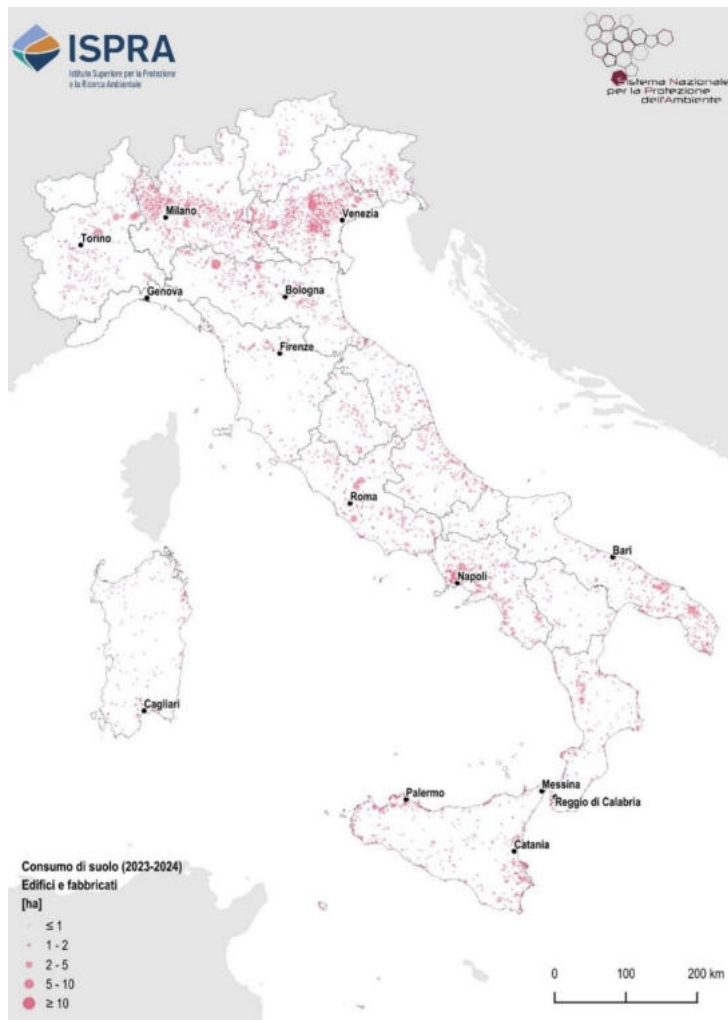 ISPRA
Istituto Superiore per la Protezione
e la Ricerca Ambientale
Sistema Nazionale
per la Protezione
dell'Ambiente
Milano
Venezia
Torino
Genova
Bologna
Firenze
Roma
Bari
Napoli
Cagliari
Palermo
Messina
Reggio di Calabria
Catania
Consumo di suolo (2023-2024)
Edifici e fabbricati
[ha]
≤ 1
1 - 2
2 - 5
5 - 10
≥ 10
0 100 200 km